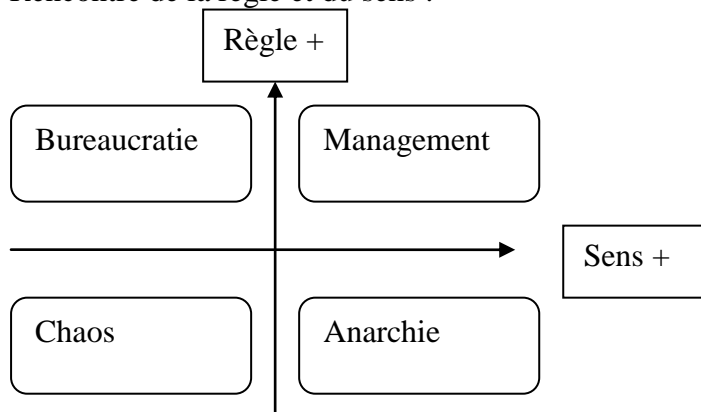 Rencontre de la règle et du sens :
Règle +
Bureaucratie
Management
Sens +
Chaos
Anarchie